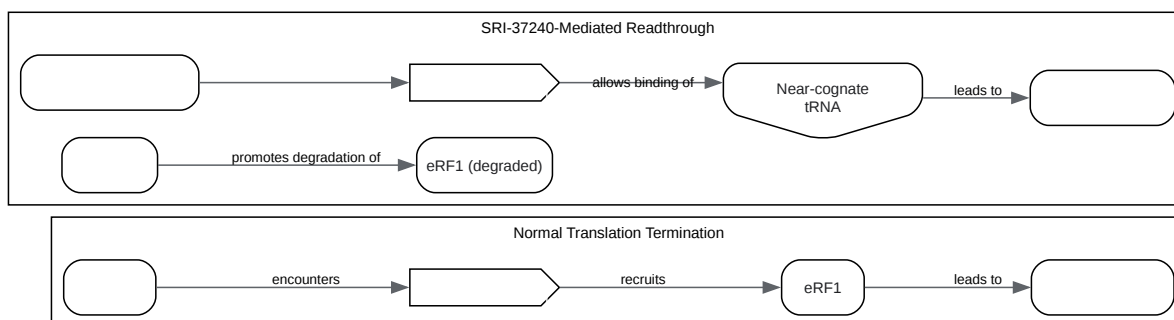 SRI-37240-Mediated Readthrough
allows binding of
Near-cognate
tRNA
leads to
promotes degradation of
eRF1 (degraded)
Normal Translation Termination
encounters
recruits
eRF1
leads to